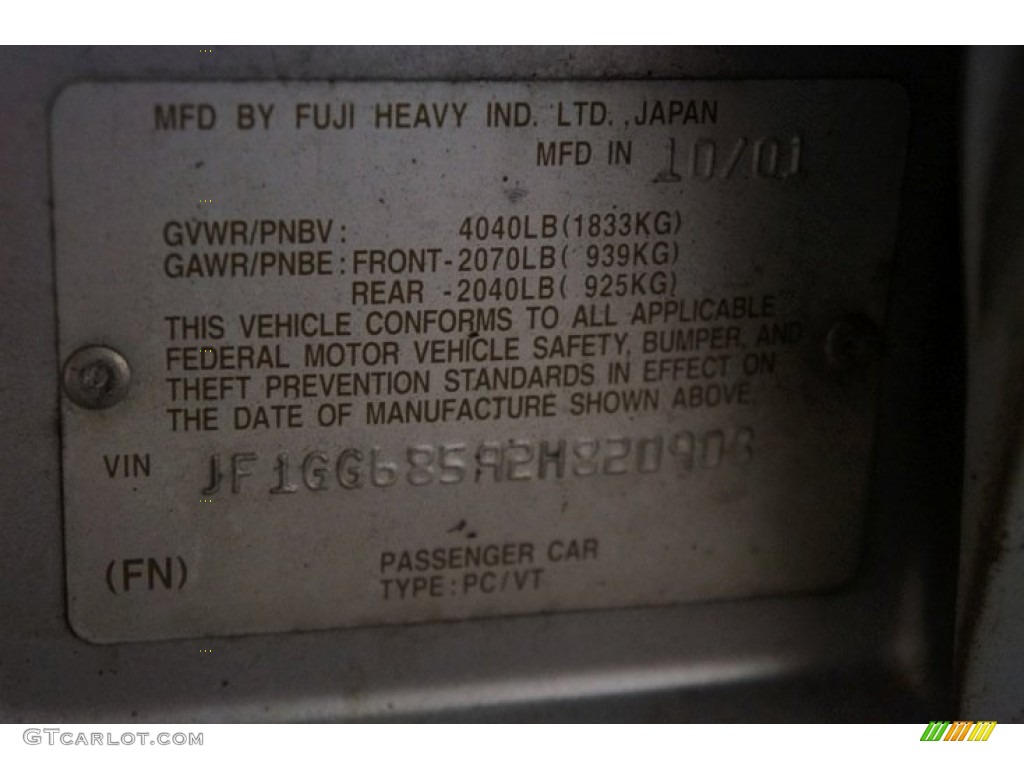 MFD BY FUJI HEAVY IND. LTD., JAPAN
MFD IN 10/01
GVWR/PNBV: 4040LB(1833KG)
GAWR/PNBE: FRONT-2070LB( 939KG)
REAR -2040LB( 925KG)
THIS VEHICLE CONFORMS TO ALL APPLICABLE
FEDERAL MOTOR VEHICLE SAFETY, BUMPER, AND
THEFT PREVENTION STANDARDS IN EFFECT ON
THE DATE OF MANUFACTURE SHOWN ABOVE.
VIN JF1GG685A2H820908
(FN) PASSENGER CAR
TYPE: PC/VT
GTCARLOT.COM